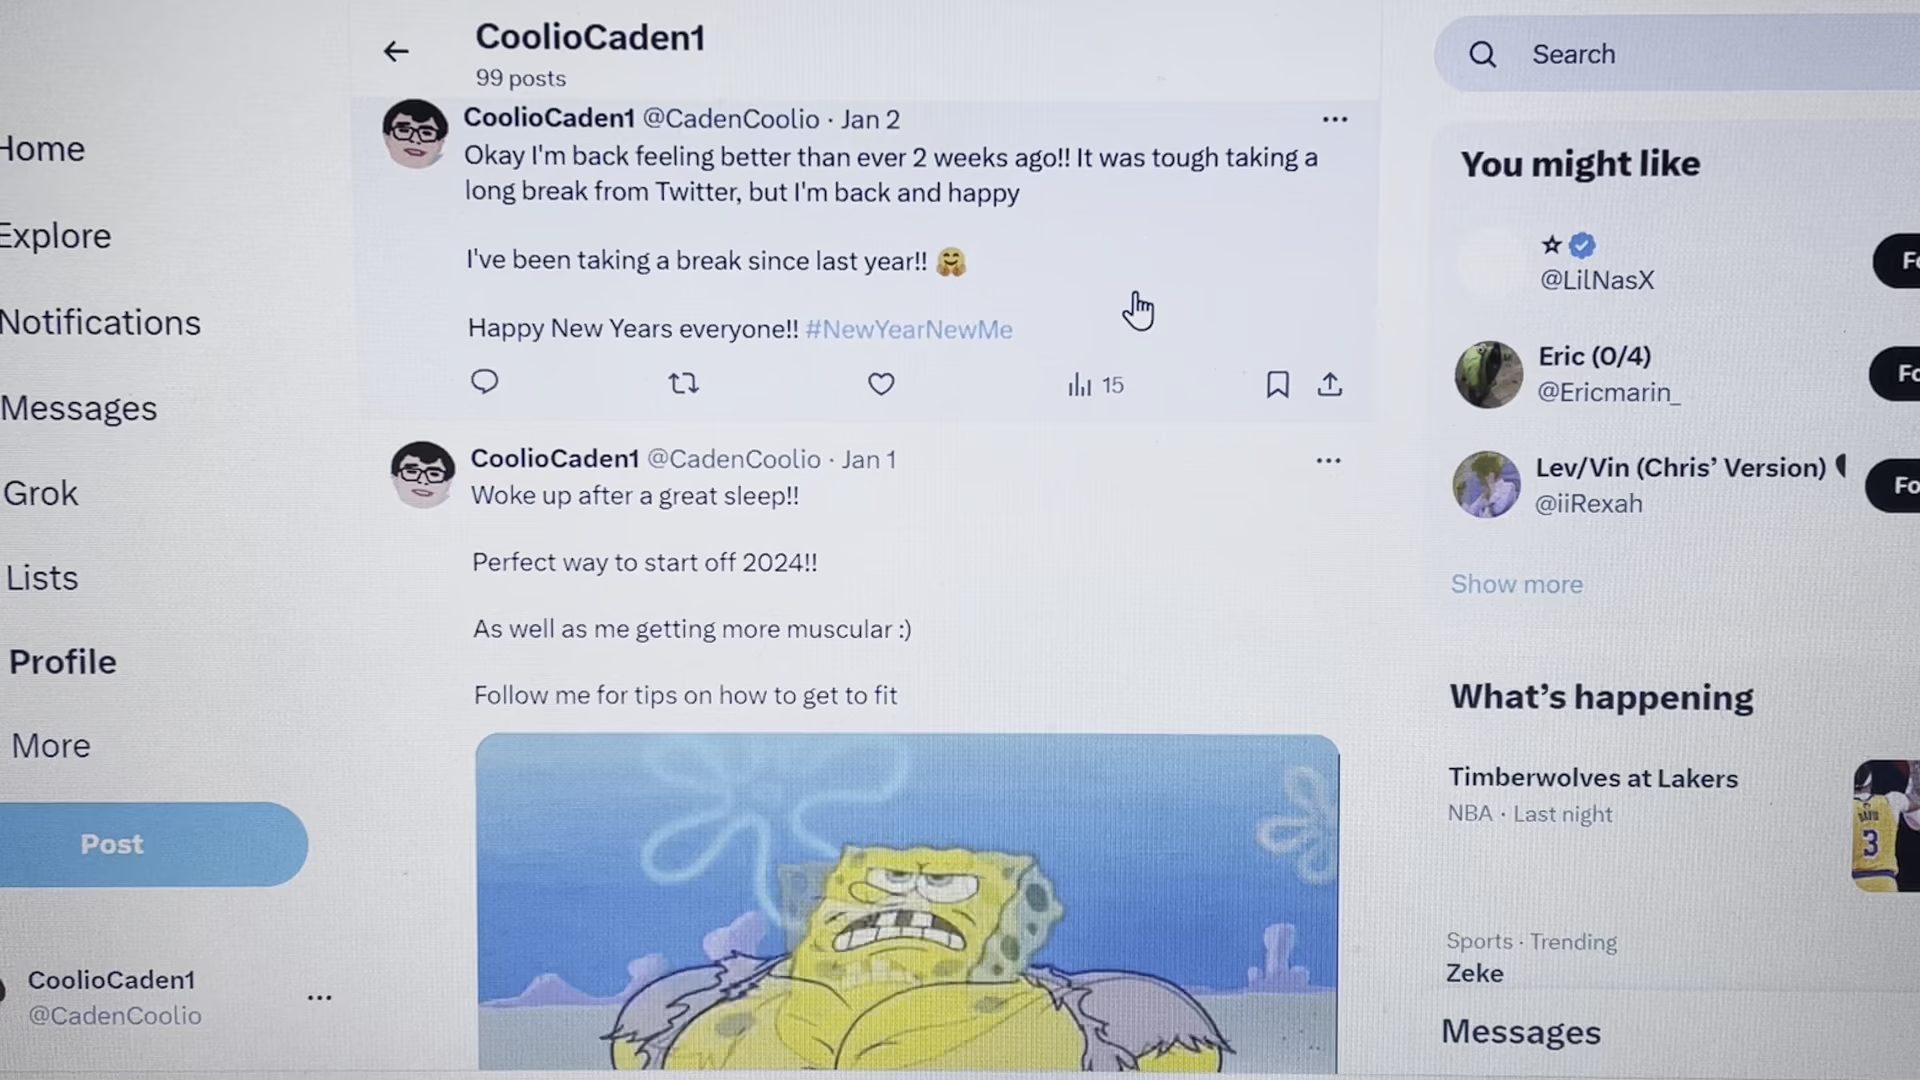 CoolioCaden1
99 posts
Search
CoolioCaden1 @CadenCoolio · Jan 2
Okay I'm back feeling better than ever 2 weeks ago!! It was tough taking a
long break from Twitter, but I'm back and happy
I've been taking a break since last year!! 🤗
Happy New Years everyone!! #NewYearNewMe
15
CoolioCaden1 @CadenCoolio · Jan 1
Woke up after a great sleep!!
Perfect way to start off 2024!!
As well as me getting more muscular :)
Follow me for tips on how to get to fit
Home
Explore
Notifications
Messages
Grok
Lists
Profile
More
Post
CoolioCaden1
@CadenCoolio
You might like
☆
@LilNasX
Fo
Eric (0/4)
@Ericmarin_
Fo
Lev/Vin (Chris’ Version)
@iiRexah
Fo
Show more
What’s happening
Timberwolves at Lakers
NBA · Last night
3
Sports · Trending
Zeke
Messages